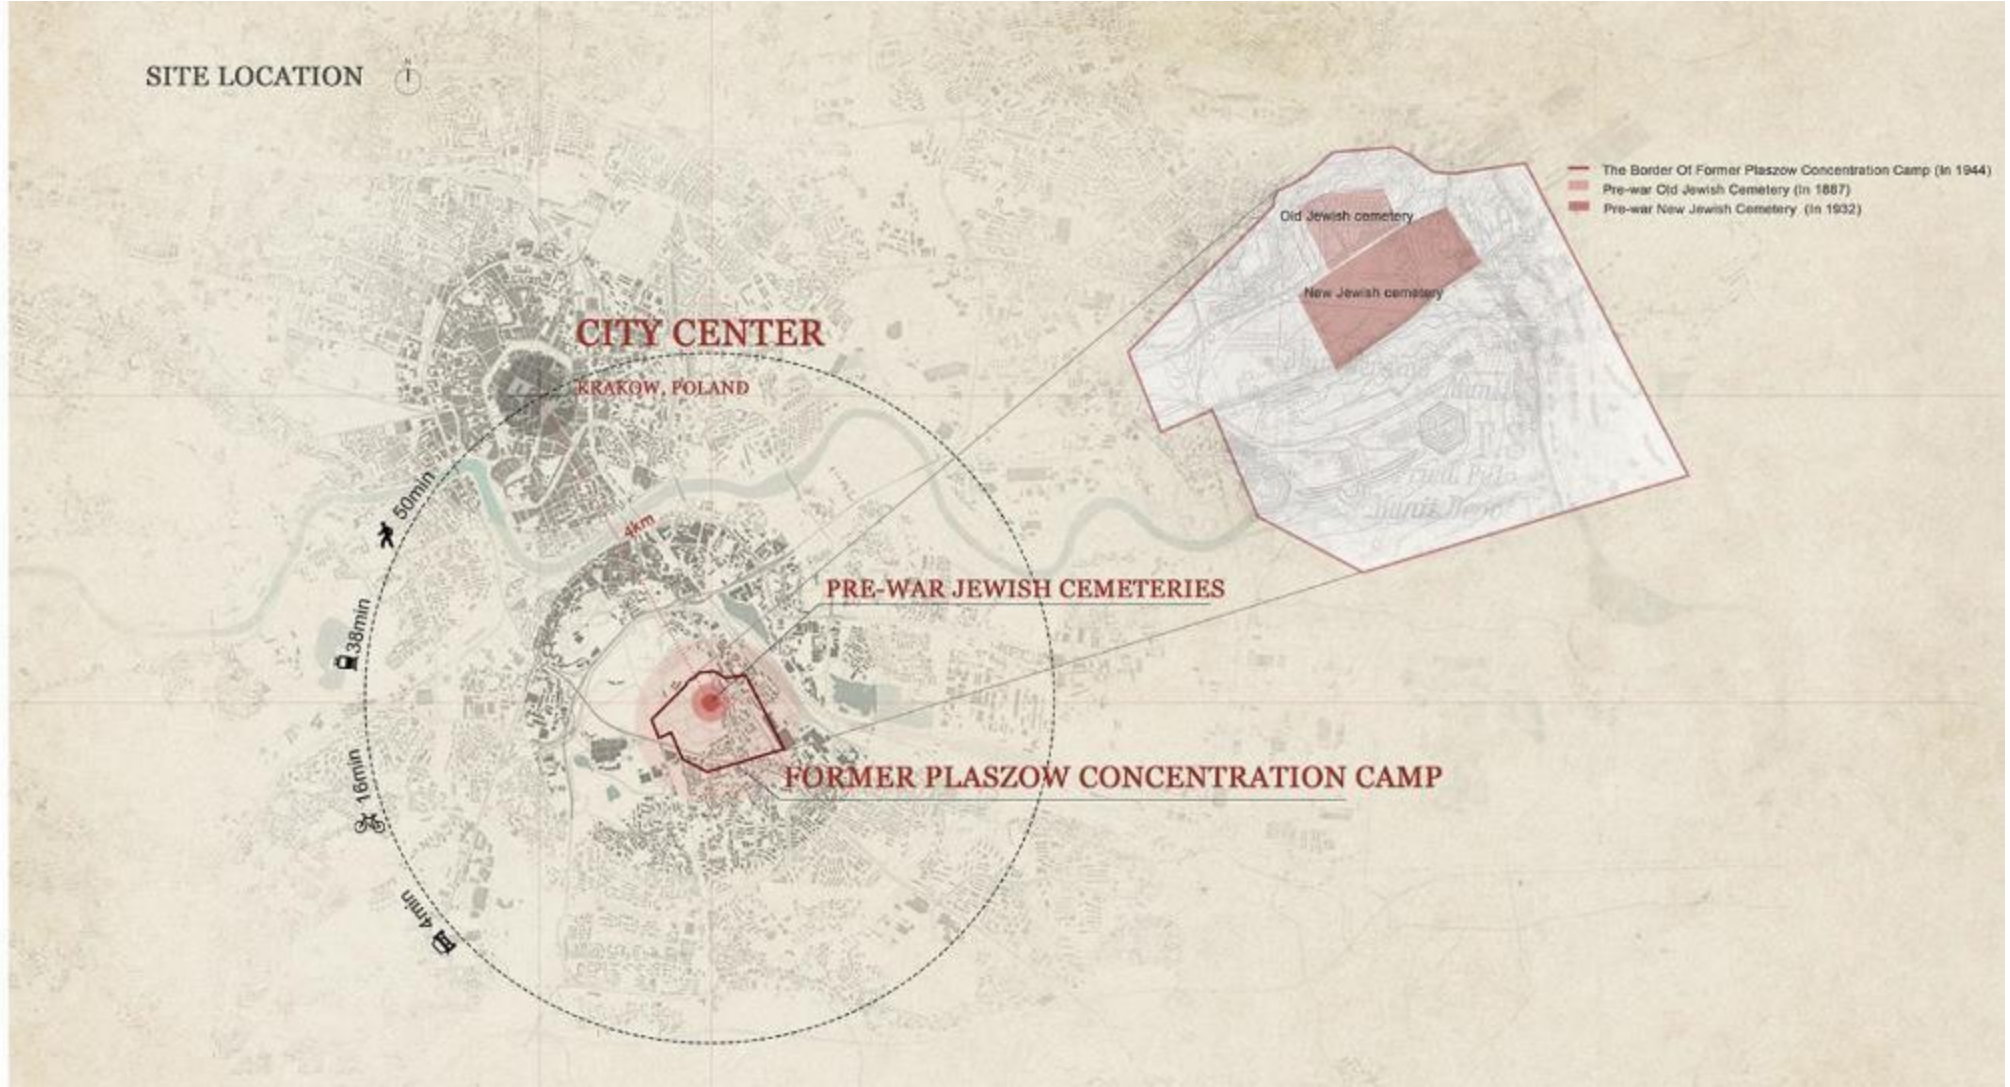 SITE LOCATION
N
The Border Of Former Plaszow Concentration Camp (In 1944)
Pre-war Old Jewish Cemetery (In 1887)
Pre-war New Jewish Cemetery (In 1932)
Old Jewish cemetery
New Jewish cemetery
CITY CENTER
KRAKOW, POLAND
50min
4km
PRE-WAR JEWISH CEMETERIES
38min
16min
FORMER PLASZOW CONCENTRATION CAMP
4min